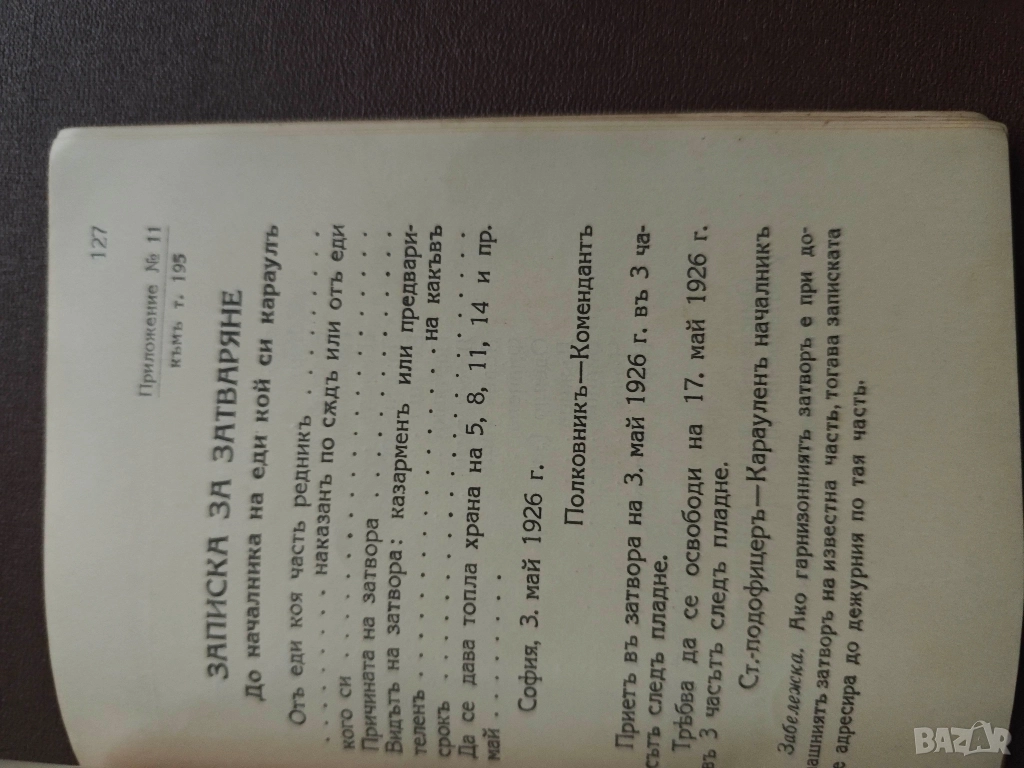 127
Приложение № 11
къмъ т. 195
ЗАПИСКА ЗА ЗАТВАРЯНЕ
До началника на еди кой си караулъ
Отъ еди коя часть редникъ . . . . . . . .
. . . . . . . . . наказанъ по сѫдъ или отъ еди
кого си . . . . . . . . . . . . . . . . . .
Причината на затвора . . . . . . . . . . .
Видътъ на затвора: казарменъ или предвари-
теленъ . . . . . . . . . . . . . на какъвъ
срокъ . . . . . . . . . . . . . . . . . . .
Да се дава топла храна на 5, 8, 11, 14 и пр.
май . . . . . . .
София, 3. май 1926 г.
Полковникъ—Комендантъ
Приетъ въ затвора на 3. май 1926 г. въ 3 ча-
сътъ следъ пладне.
Трѣбва да се освободи на 17. май 1926 г.
въ 3 часътъ следъ пладне.
Ст.-подофицеръ—Карауленъ началникъ
Забележка. Ако гарнизонниятъ затворъ е при до-
машниятъ затворъ на известна часть, тогава записката
се адресира до дежурния по тая часть.
BAZAR